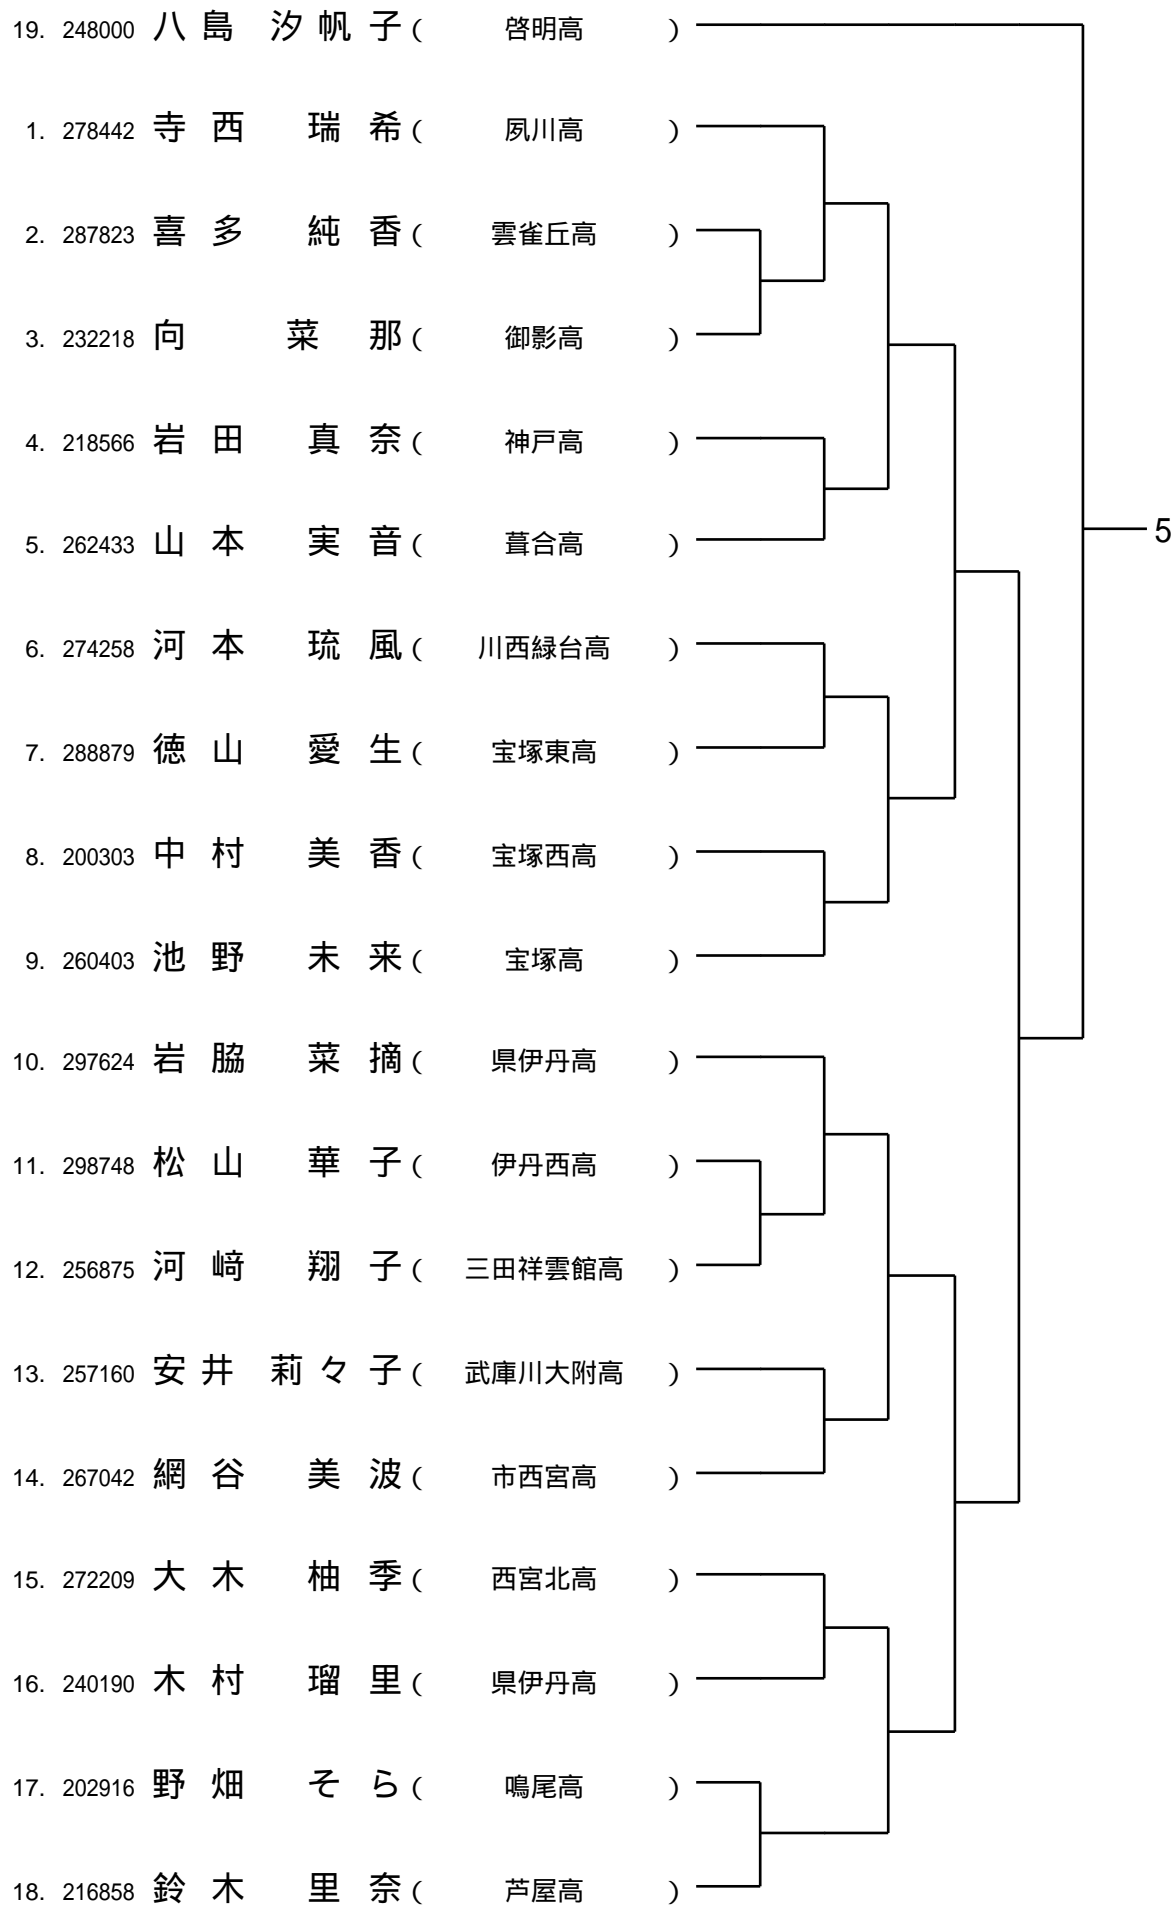 19. 248000 八島 汐帆子( 啓明高 )
1. 278442 寺西 瑞希( 夙川高 )
2. 287823 喜多 純香( 雲雀丘高 )
3. 232218 向 菜那( 御影高 )
4. 218566 岩田 真奈( 神戸高 )
5. 262433 山本 実音( 葺合高 )
5
6. 274258 河本 琉風( 川西緑台高 )
7. 288879 徳山 愛生( 宝塚東高 )
8. 200303 中村 美香( 宝塚西高 )
9. 260403 池野 未来( 宝塚高 )
10. 297624 岩脇 菜摘( 県伊丹高 )
11. 298748 松山 華子( 伊丹西高 )
12. 256875 河﨑 翔子( 三田祥雲館高 )
13. 257160 安井 莉々子( 武庫川大附高 )
14. 267042 網谷 美波( 市西宮高 )
15. 272209 大木 柚季( 西宮北高 )
16. 240190 木村 瑠里( 県伊丹高 )
17. 202916 野畑 そら( 鳴尾高 )
18. 216858 鈴木 里奈( 芦屋高 )